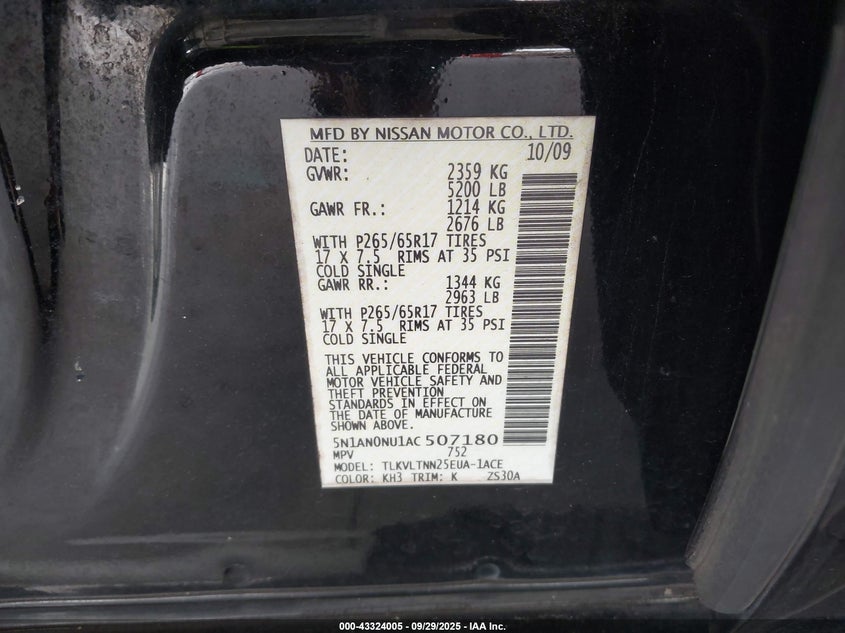 MFD BY NISSAN MOTOR CO., LTD.
DATE: 10/09
GVWR: 2359 KG
5200 LB
GAWR FR.: 1214 KG
2676 LB
WITH P265/65R17 TIRES
17 X 7.5 RIMS AT 35 PSI
COLD SINGLE
GAWR RR.: 1344 KG
2963 LB
WITH P265/65R17 TIRES
17 X 7.5 RIMS AT 35 PSI
COLD SINGLE
THIS VEHICLE CONFORMS TO
ALL APPLICABLE FEDERAL
MOTOR VEHICLE SAFETY AND
THEFT PREVENTION
STANDARDS IN EFFECT ON
THE DATE OF MANUFACTURE
SHOWN ABOVE.
5N1AN0NU1AC507180
MPV 752
MODEL: TLKVLTNN25EUA-1ACE
COLOR: KH3 TRIM: K ZS30A
000-43324005 - 09/29/2025 - IAA Inc.